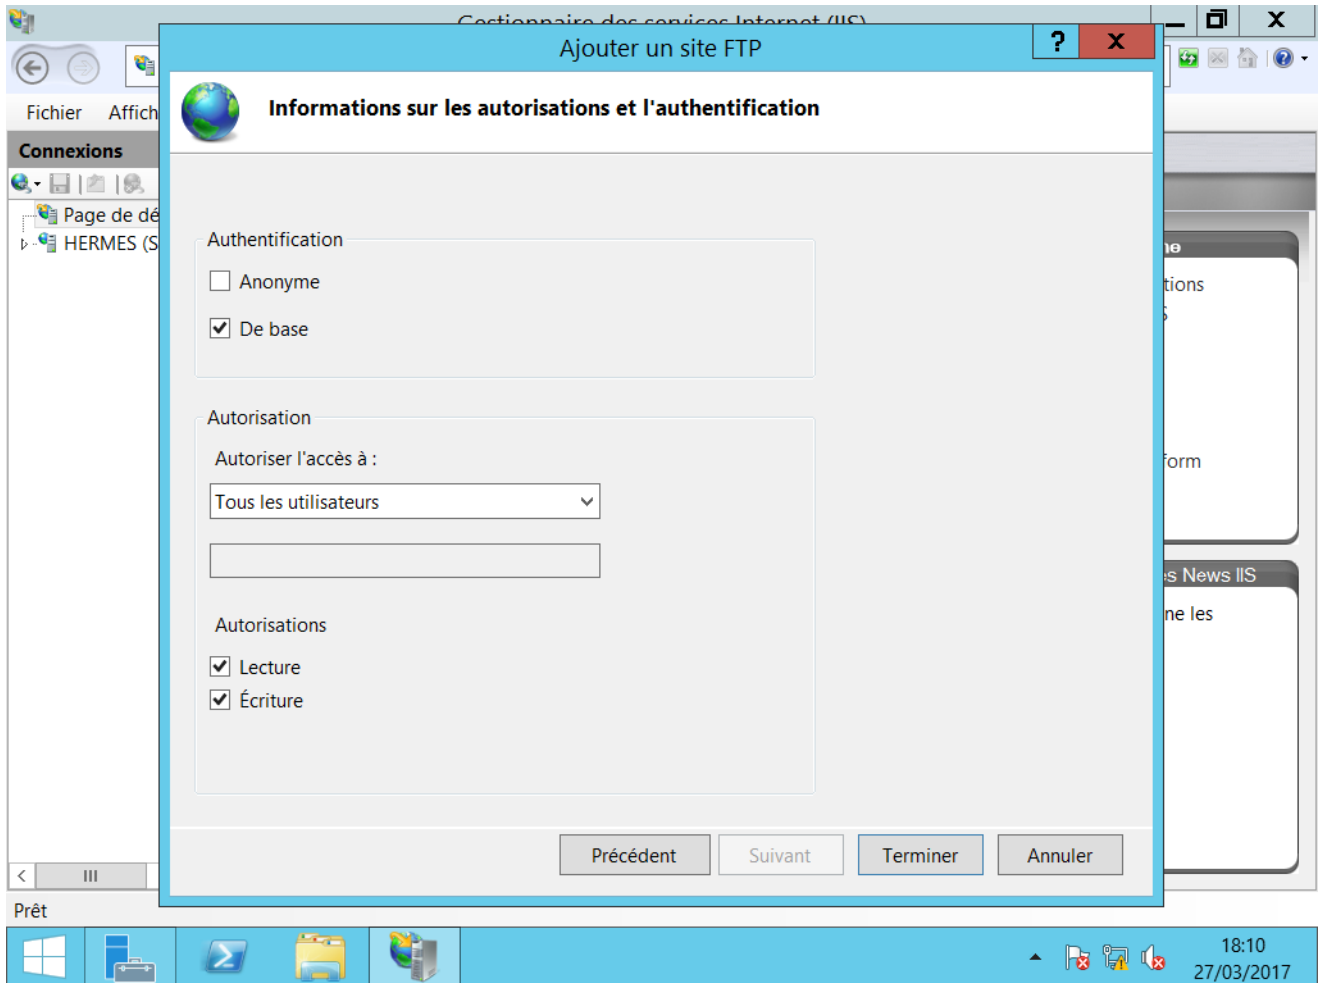 Gestionnaire des services Internet (IIS)
Ajouter un site FTP
?
X
X
Fichier Affich
Informations sur les autorisations et l'authentification
Connexions
Page de dé
HERMES (S
Authentification
Anonyme
De base
tions
S
Autorisation
Autoriser l'accès à :
form
Tous les utilisateurs
es News IIS
ne les
Autorisations
Lecture
Écriture
Précédent
Suivant
Terminer
Annuler
Prêt
18:10
27/03/2017